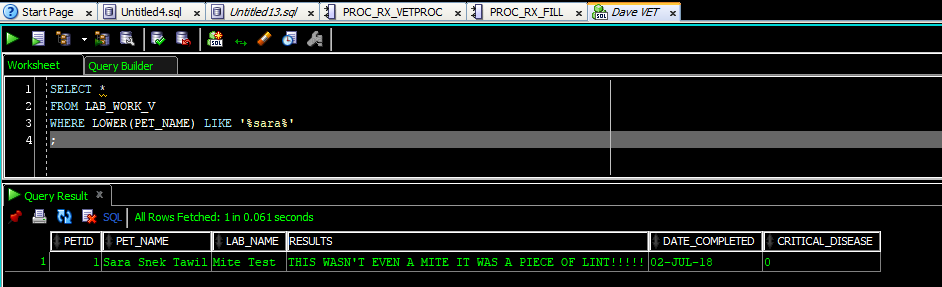 Start Page
Untitled4.sql
Untitled13.sql
PROC_RX_VETPROC
PROC_RX_FILL
SQL
Dave VET
SQL
Worksheet
Query Builder
1 SELECT *
2 FROM LAB_WORK_V
3 WHERE LOWER(PET_NAME) LIKE '%sara%'
4 ;
Query Result
SQL | All Rows Fetched: 1 in 0.061 seconds
PETID PET_NAME LAB_NAME RESULTS DATE_COMPLETED CRITICAL_DISEASE
1 1 Sara Snek Tawil Mite Test THIS WASN'T EVEN A MITE IT WAS A PIECE OF LINT!!!!! 02-JUL-18 0